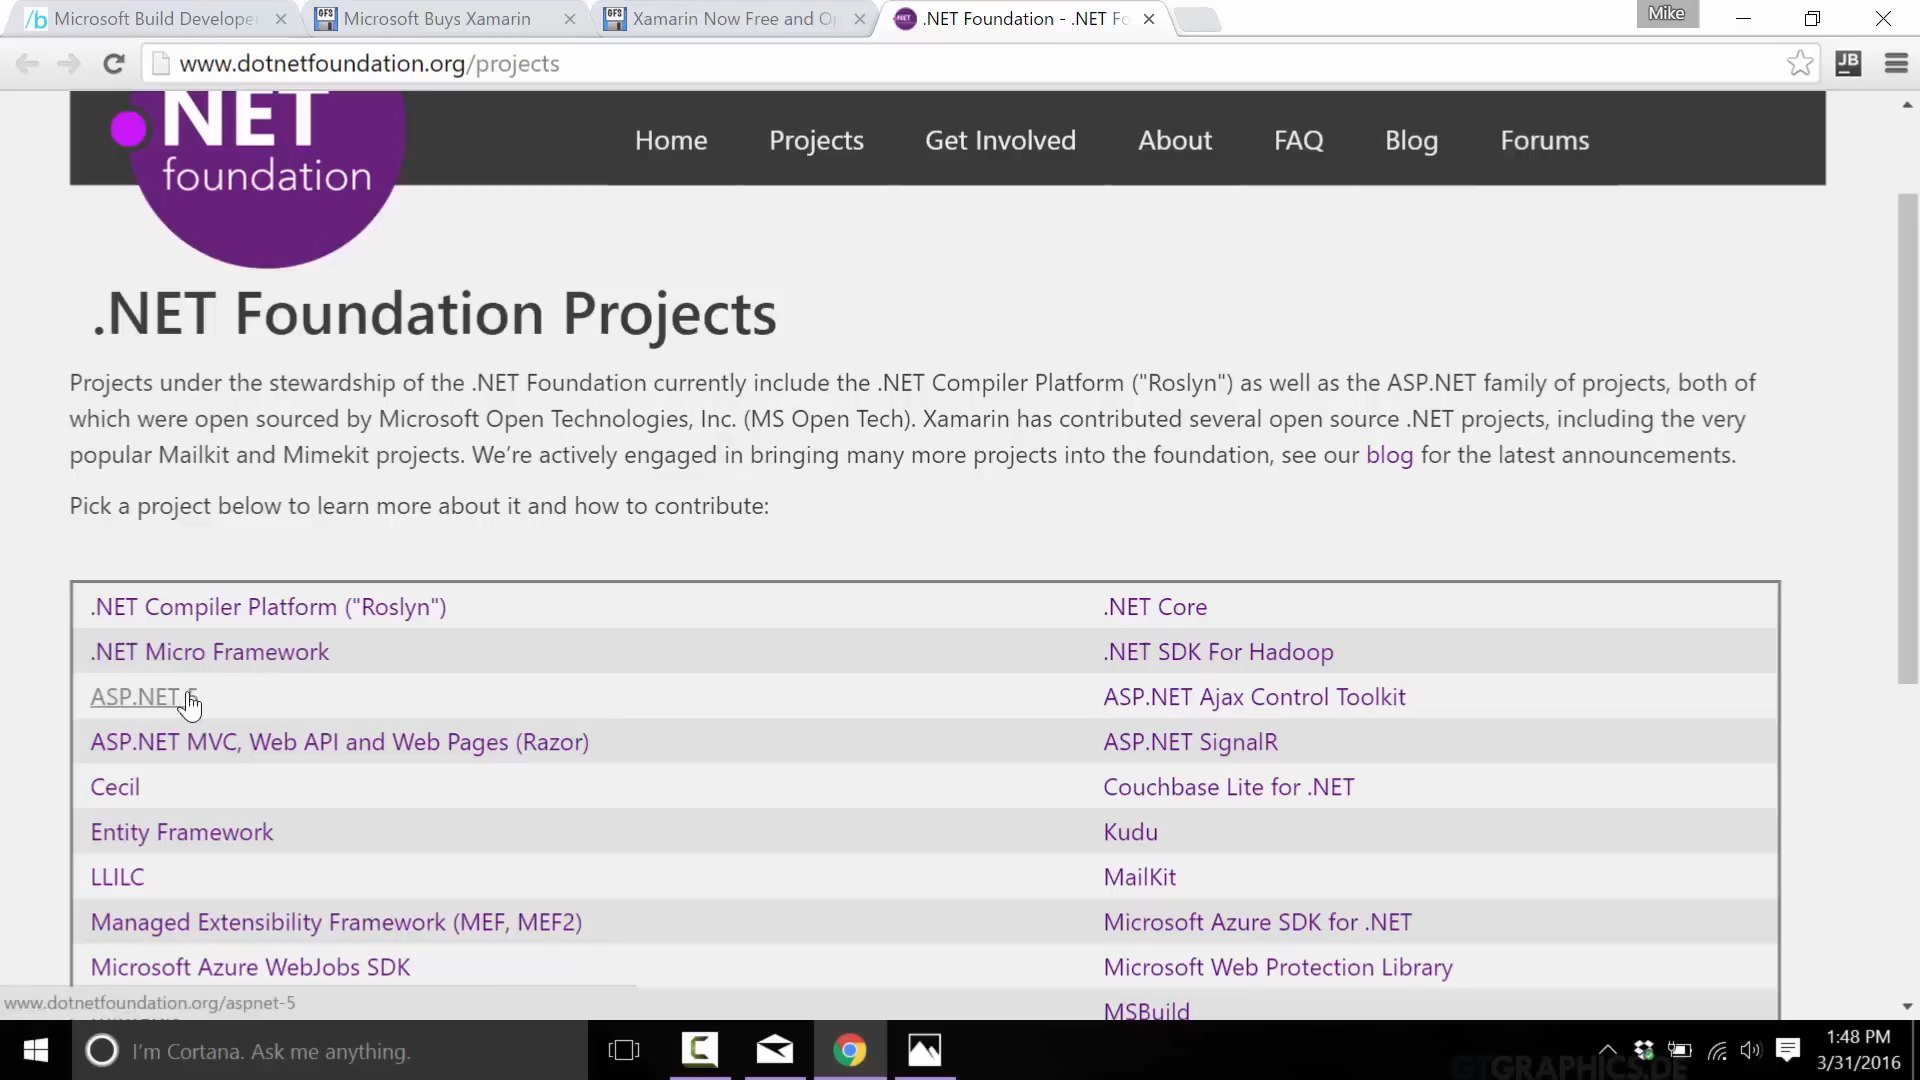 Microsoft Build Develope
Microsoft Buys Xamarin
Xamarin Now Free and Op
.NET Foundation - .NET Fo
Mike
www.dotnetfoundation.org/projects
JB
.NET
foundation
Home
Projects
Get Involved
About
FAQ
Blog
Forums
.NET Foundation Projects
Projects under the stewardship of the .NET Foundation currently include the .NET Compiler Platform ("Roslyn") as well as the ASP.NET family of projects, both of
which were open sourced by Microsoft Open Technologies, Inc. (MS Open Tech). Xamarin has contributed several open source .NET projects, including the very
popular Mailkit and Mimekit projects. We’re actively engaged in bringing many more projects into the foundation, see our blog for the latest announcements.
Pick a project below to learn more about it and how to contribute:
.NET Compiler Platform ("Roslyn")
.NET Core
.NET Micro Framework
.NET SDK For Hadoop
ASP.NET 5
ASP.NET Ajax Control Toolkit
ASP.NET MVC, Web API and Web Pages (Razor)
ASP.NET SignalR
Cecil
Couchbase Lite for .NET
Entity Framework
Kudu
LLILC
MailKit
Managed Extensibility Framework (MEF, MEF2)
Microsoft Azure SDK for .NET
Microsoft Azure WebJobs SDK
Microsoft Web Protection Library
www.dotnetfoundation.org/aspnet-5
MSBuild
I'm Cortana. Ask me anything.
1:48 PM
3/31/2016
GTGRAPHICS.DE